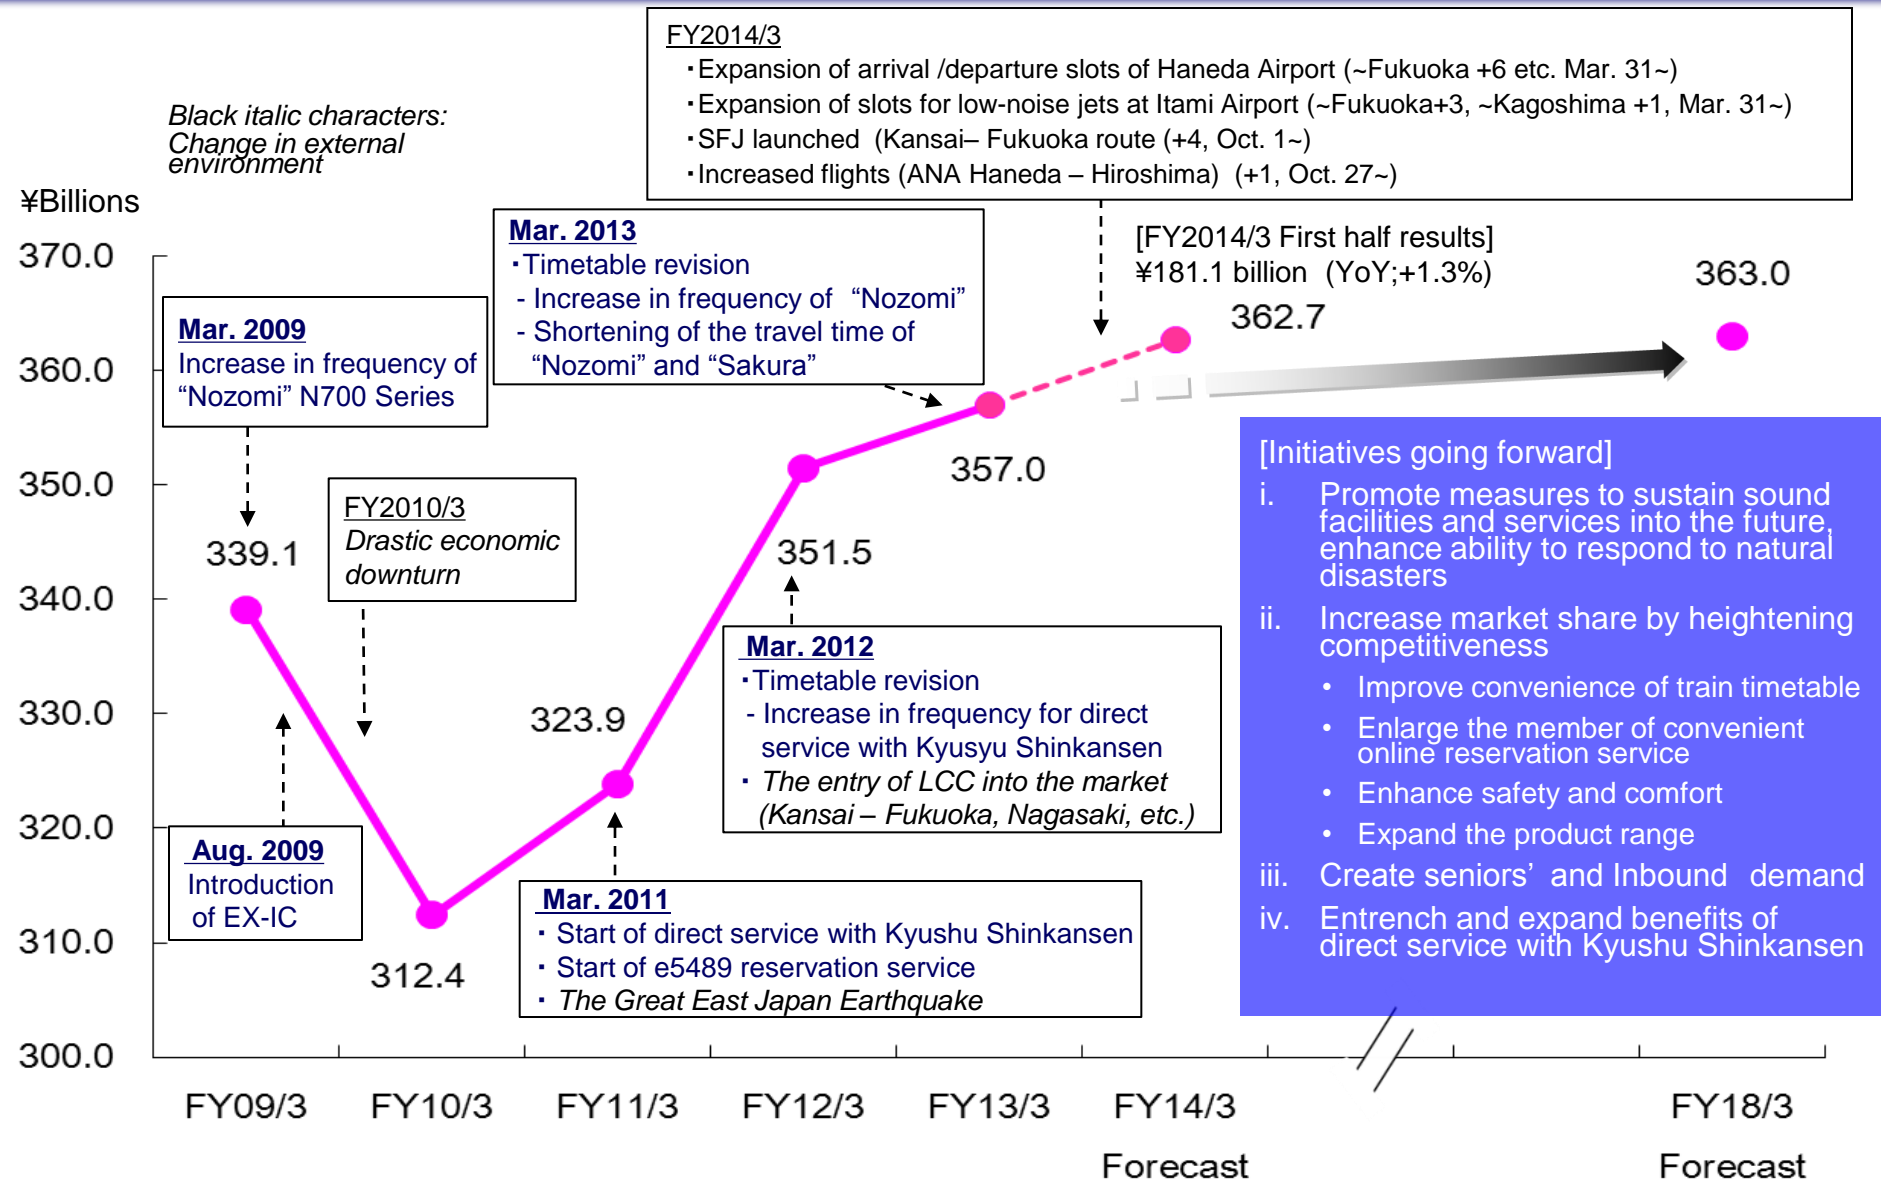 FY2014/3
・Expansion of arrival /departure slots of Haneda Airport (~Fukuoka +6 etc. Mar. 31~)
・Expansion of slots for low-noise jets at Itami Airport (~Fukuoka+3, ~Kagoshima +1, Mar. 31~)
・SFJ launched (Kansai– Fukuoka route (+4, Oct. 1~)
・Increased flights (ANA Haneda – Hiroshima) (+1, Oct. 27~)
Black italic characters:
Change in external
environment
¥Billions
370.0
360.0
350.0
340.0
330.0
320.0
310.0
300.0
Mar. 2009
Increase in frequency of
“Nozomi” N700 Series
339.1
Aug. 2009
Introduction
of EX-IC
FY2010/3
Drastic economic
downturn
312.4
323.9
Mar. 2011
・Start of direct service with Kyushu Shinkansen
・Start of e5489 reservation service
・The Great East Japan Earthquake
351.5
Mar. 2012
・Timetable revision
- Increase in frequency for direct
service with Kyusyu Shinkansen
・The entry of LCC into the market
(Kansai – Fukuoka, Nagasaki, etc.)
Mar. 2013
・Timetable revision
- Increase in frequency of “Nozomi”
- Shortening of the travel time of
“Nozomi” and “Sakura”
357.0
[FY2014/3 First half results]
¥181.1 billion (YoY;+1.3%)
362.7
363.0
[Initiatives going forward]
i. Promote measures to sustain sound
facilities and services into the future,
enhance ability to respond to natural
disasters
ii. Increase market share by heightening
competitiveness
• Improve convenience of train timetable
• Enlarge the member of convenient
online reservation service
• Enhance safety and comfort
• Expand the product range
iii. Create seniors’ and Inbound demand
iv. Entrench and expand benefits of
direct service with Kyushu Shinkansen
FY09/3 FY10/3 FY11/3 FY12/3 FY13/3 FY14/3 FY18/3
Forecast Forecast